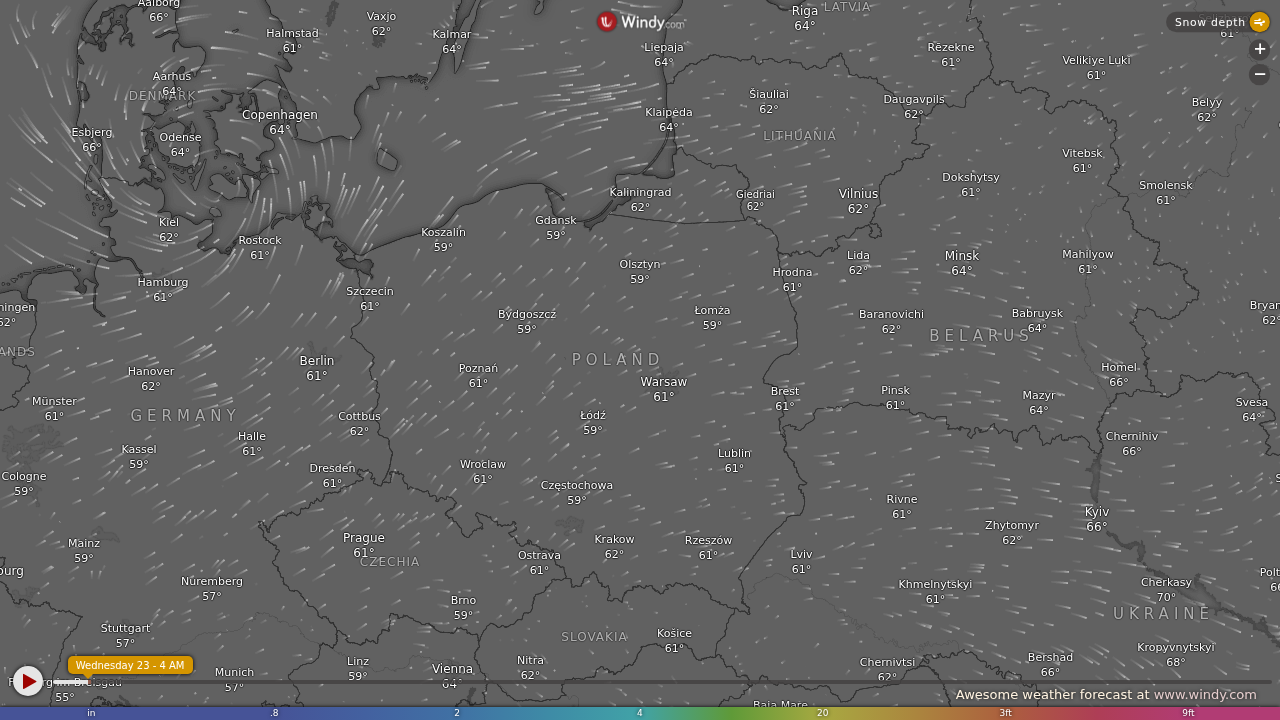 Aalborg
66°
Vaxjo
62°
Halmstad
61°
Kalmar
64°
Windy.com
Riga
64°
LATVIA
Snow depth
Liepaja
64°
Rēzekne
61°
Velikiye Luki
61°
Aarhus
64°
DENMARK
Šiauliai
62°
Daugavpils
62°
Belyy
62°
Copenhagen
64°
Klaipėda
64°
Esbjerg
66°
Odense
64°
LITHUANIA
Vitebsk
61°
Kaliningrad
62°
Giedriai
62°
Vilnius
62°
Dokshytsy
61°
Smolensk
61°
Kiel
62°
Rostock
61°
Koszalin
59°
Gdansk
59°
Olsztyn
59°
Hrodna
61°
Lida
62°
Minsk
64°
Mahilyow
61°
Hamburg
61°
Szczecin
61°
Bydgoszcz
59°
Łomża
59°
Baranovichi
62°
Babruysk
64°
BELARUS
Berlin
61°
POLAND
Hanover
62°
Poznań
61°
Warsaw
61°
Brest
61°
Pinsk
61°
Homel
66°
Münster
61°
GERMANY
Cottbus
62°
Łódź
59°
Mazyr
64°
Svesa
64°
Kassel
59°
Halle
61°
Lublin
61°
Chernihiv
66°
Cologne
59°
Dresden
61°
Wroclaw
61°
Częstochowa
59°
Rivne
61°
Kyiv
66°
Zhytomyr
62°
Mainz
59°
Prague
61°
CZECHIA
Ostrava
61°
Krakow
62°
Rzeszów
61°
Lviv
61°
Nuremberg
57°
Khmelnytskyi
61°
Cherkasy
70°
Brno
59°
UKRAINE
Stuttgart
57°
SLOVAKIA
Košice
61°
Kropyvnytskyi
68°
Wednesday 23 - 4 AM
Munich
57°
Linz
59°
Vienna
64°
Nitra
62°
Chernivtsi
62°
Bershad
66°
55°
Awesome weather forecast at www.windy.com
Baia Mare
in .8 2 4 20 3ft 9ft